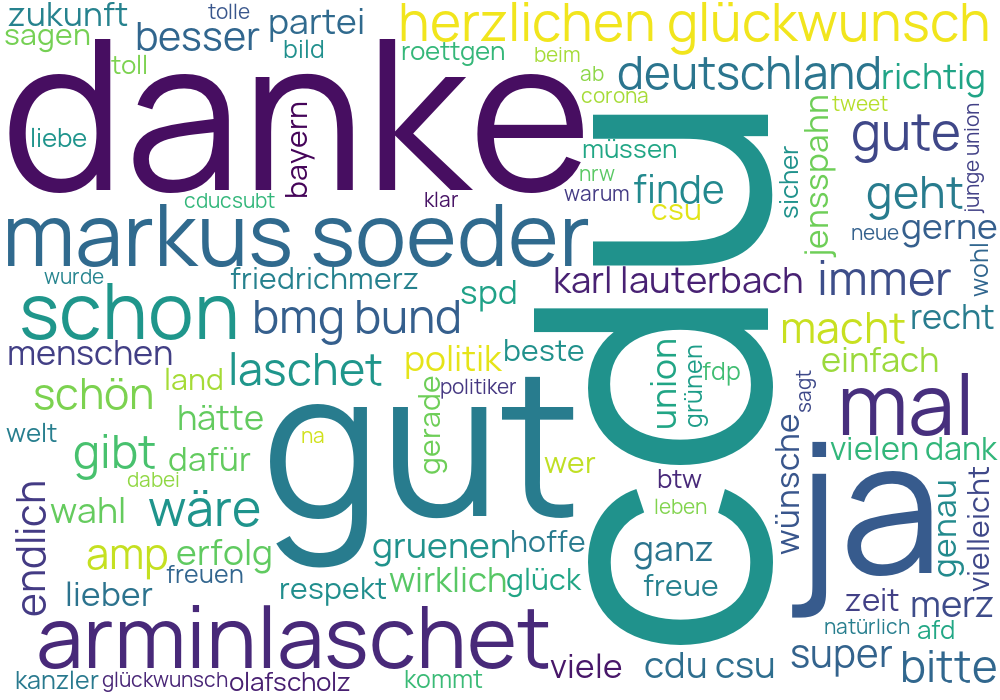 zukunft
tolle
partei
herzlichen glückwunsch
sagen
besser
bild
roettgen
beim
toll
ab
deutschland
richtig
danke
corona
tweet
liebe
bayern
müssen
jensspahn
gute
junge union
cducsubt
klar
nrw
warum
finde
csu
sicher
geht
markus soeder
cdu
neue
gerne
wurde
friedrichmerz
karl lauterbach
immer
wohl
schon
bmg bund
spd
macht
recht
menschen
laschet
politik
beste
union
grünen
fdp
einfach
schön
land
gerade
politiker
sagt
mal
welt
hätte
na
gut
gibt
dafür
wer
wünsche
vielen dank
dabei
btw
ja
endlich
wahl
wäre
leben
genau
vielleicht
amp
erfolg
gruenen
hoffe
ganz
freuen
lieber
respekt
wirklich
glück
freue
zeit
merz
arminlaschet
natürlich
afd
viele
cdu csu
super
bitte
kanzler
glückwunsch
olafscholz
kommt